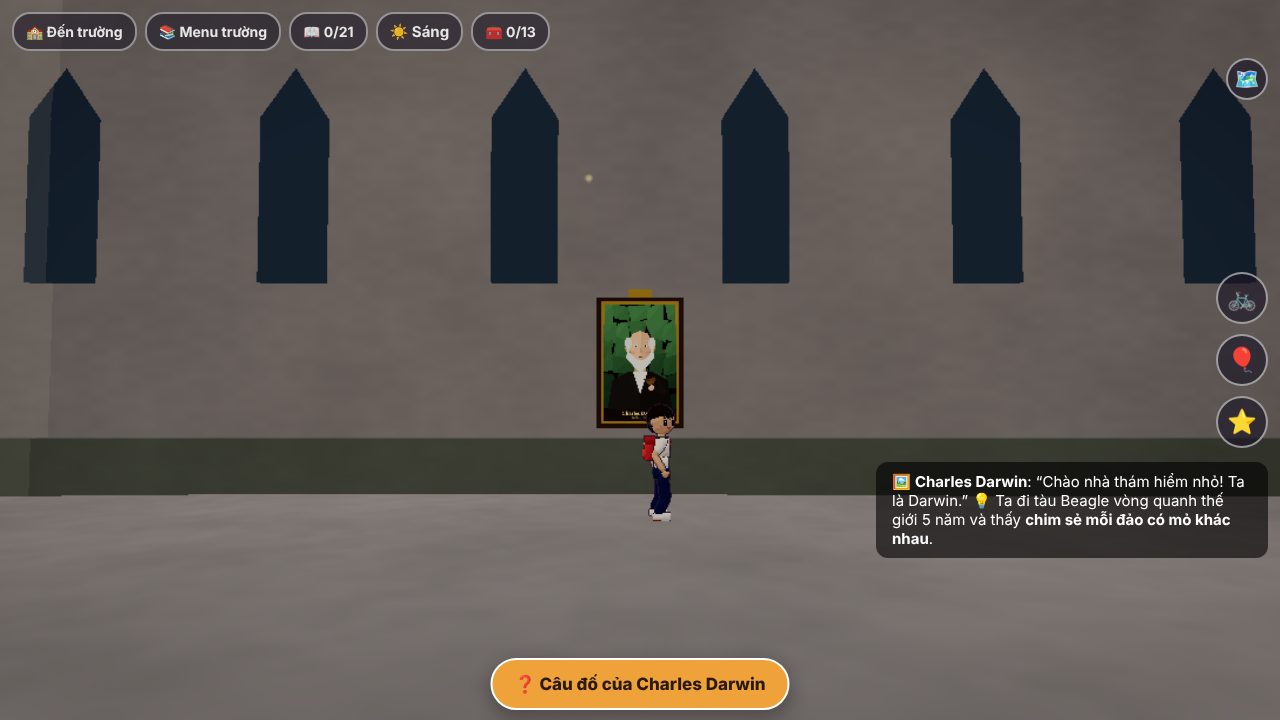 Đến trường
Menu trường
0/21
Sáng
0/13
Charles Darwin: “Chào nhà thám hiểm nhỏ! Ta
là Darwin.” Ta đi tàu Beagle vòng quanh thế
giới 5 năm và thấy chim sẻ mỗi đảo có mỏ khác
nhau.
❓ Câu đố của Charles Darwin